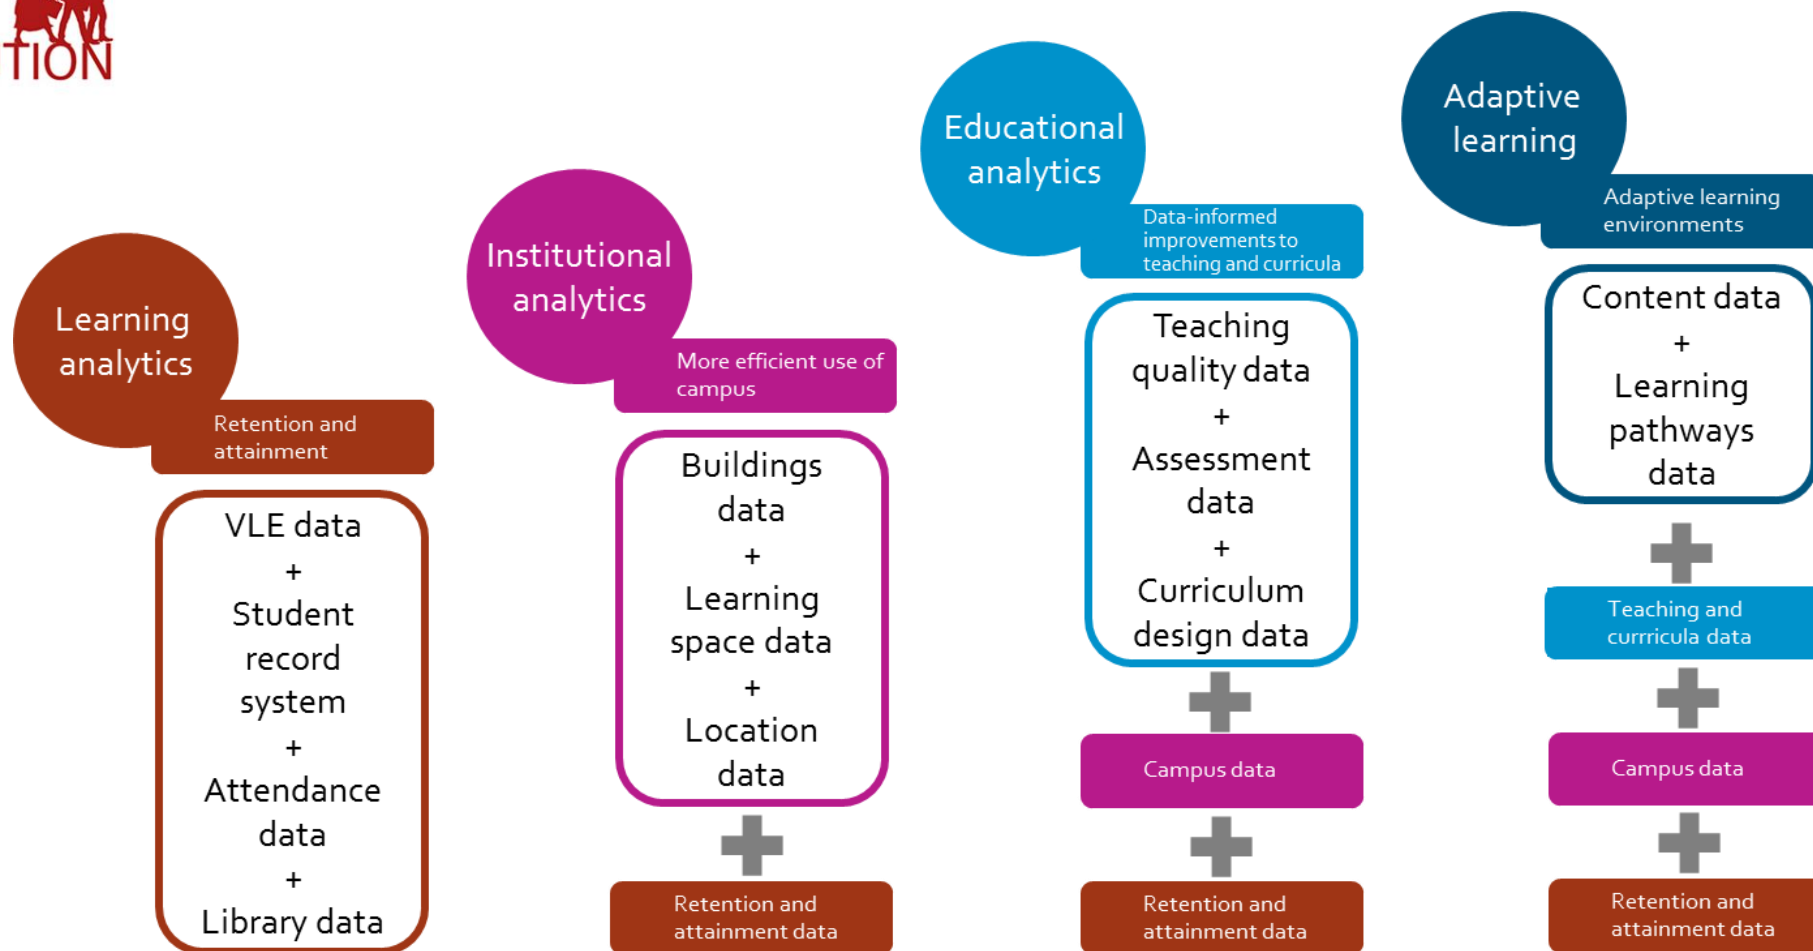 TION
Learning
analytics
Retention and
attainment
VLE data
+
Student
record
system
+
Attendance
data
+
Library data
Institutional
analytics
More efficient use of
campus
Buildings
data
+
Learning
space data
+
Location
data
Retention and
attainment data
Educational
analytics
Data-informed
improvements to
teaching and curricula
Teaching
quality data
+
Assessment
data
+
Curriculum
design data
Campus data
Retention and
attainment data
Adaptive
learning
Adaptive learning
environments
Content data
+
Learning
pathways
data
Teaching and
currricula data
Campus data
Retention and
attainment data